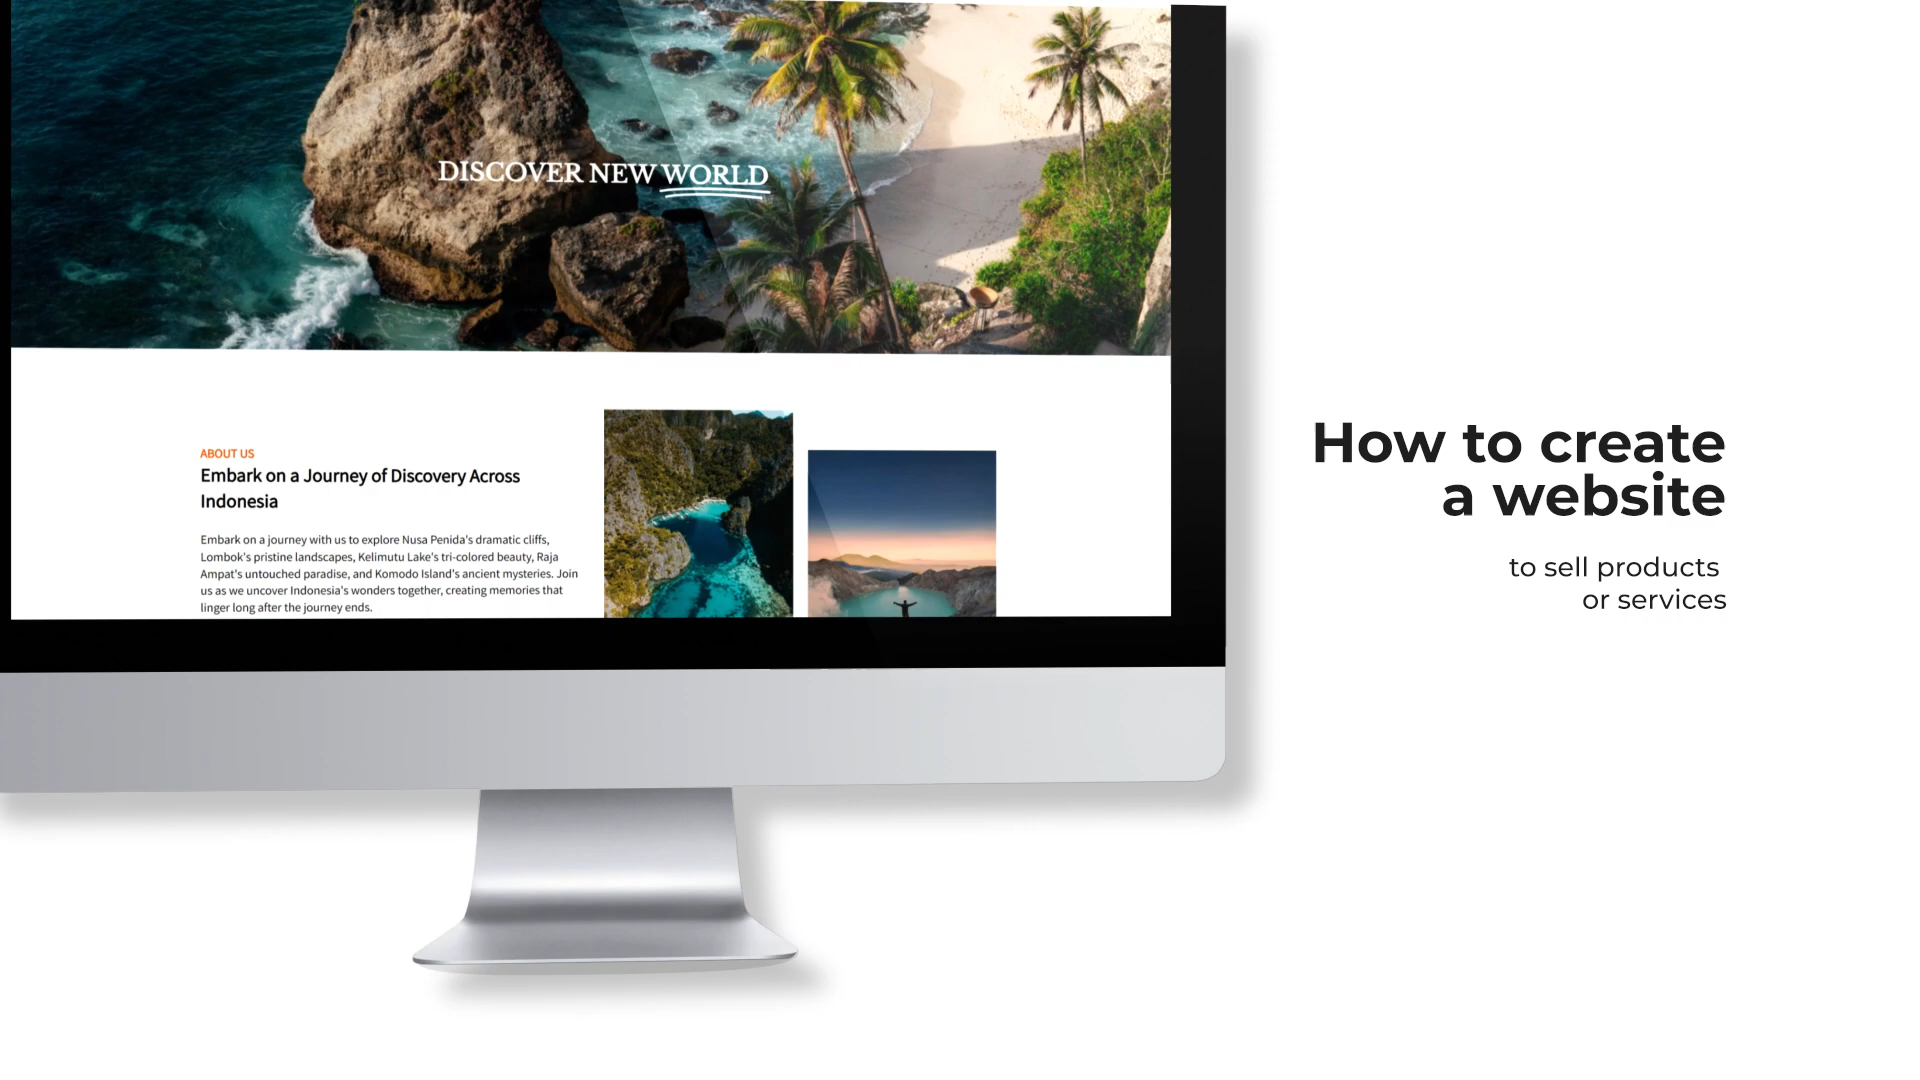 DISCOVER NEW WORLD
ABOUT US
Embark on a Journey of Discovery Across
Indonesia
Embark on a journey with us to explore Nusa Penida's dramatic cliffs,
Lombok's pristine landscapes, Kelimutu Lake's tri-colored beauty, Raja
Ampat's untouched paradise, and Komodo Island's ancient mysteries. Join
us as we uncover Indonesia's wonders together, creating memories that
linger long after the journey ends.
How to create
a website
to sell products
or services